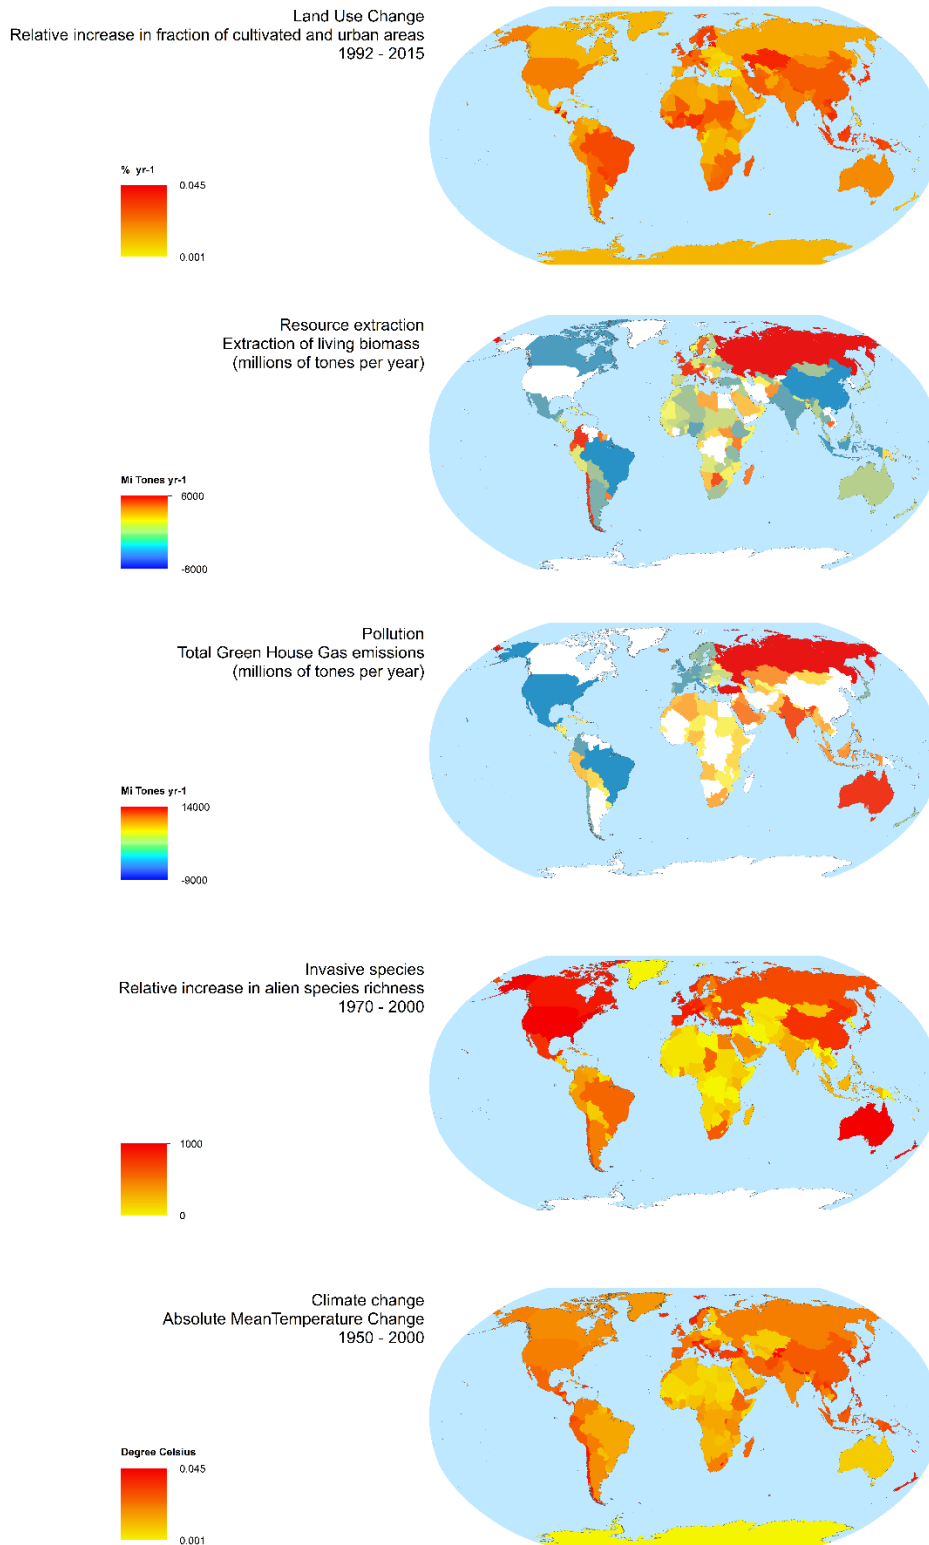 Land Use Change
Relative increase in fraction of cultivated and urban areas
1992 - 2015
% yr-1
0.045
0.001
Resource extraction
Extraction of living biomass
(millions of tones per year)
Mi Tones yr-1
6000
-8000
Pollution
Total Green House Gas emissions
(millions of tones per year)
Mi Tones yr-1
14000
-9000
Invasive species
Relative increase in alien species richness
1970 - 2000
1000
0
Climate change
Absolute MeanTemperature Change
1950 - 2000
Degree Celsius
0.045
0.001